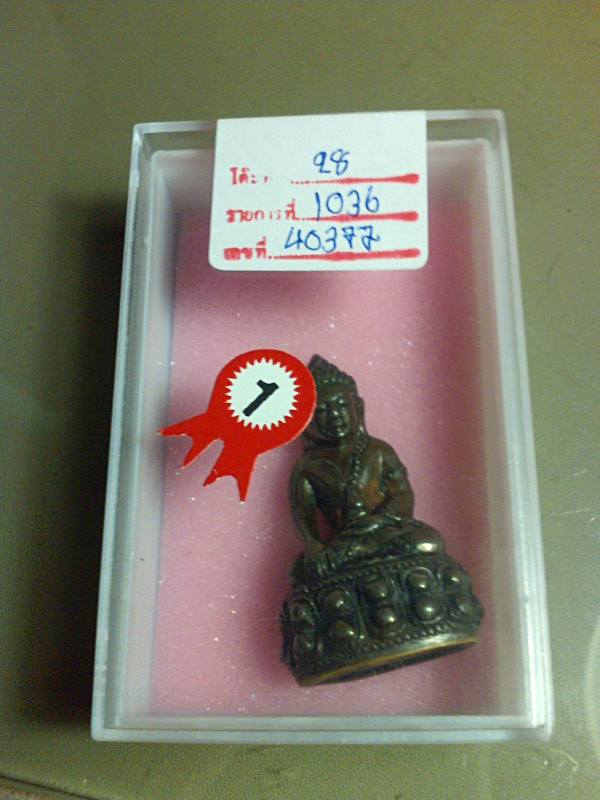 โต๊ะ 28
รายการที่ 1036
เลขที่ 40377
1